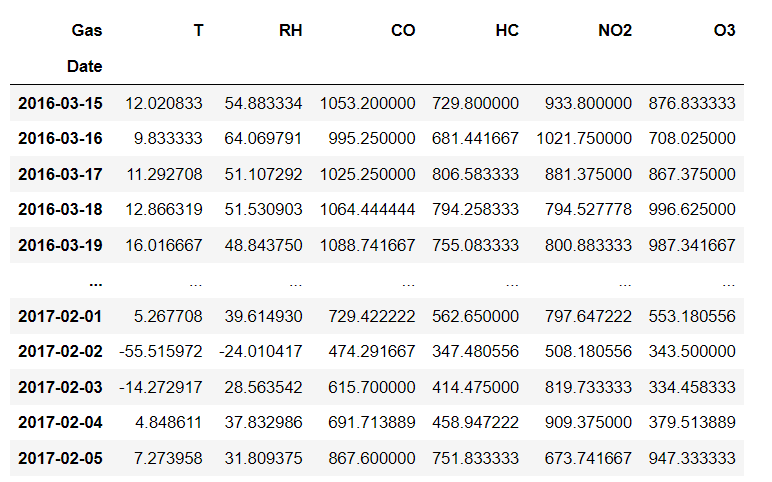 Gas T RH CO HC NO2 O3
Date
2016-03-15 12.020833 54.883334 1053.200000 729.800000 933.800000 876.833333
2016-03-16 9.833333 64.069791 995.250000 681.441667 1021.750000 708.025000
2016-03-17 11.292708 51.107292 1025.250000 806.583333 881.375000 867.375000
2016-03-18 12.866319 51.530903 1064.444444 794.258333 794.527778 996.625000
2016-03-19 16.016667 48.843750 1088.741667 755.083333 800.883333 987.341667
... ... ... ... ... ... ...
2017-02-01 5.267708 39.614930 729.422222 562.650000 797.647222 553.180556
2017-02-02 -55.515972 -24.010417 474.291667 347.480556 508.180556 343.500000
2017-02-03 -14.272917 28.563542 615.700000 414.475000 819.733333 334.458333
2017-02-04 4.848611 37.832986 691.713889 458.947222 909.375000 379.513889
2017-02-05 7.273958 31.809375 867.600000 751.833333 673.741667 947.333333